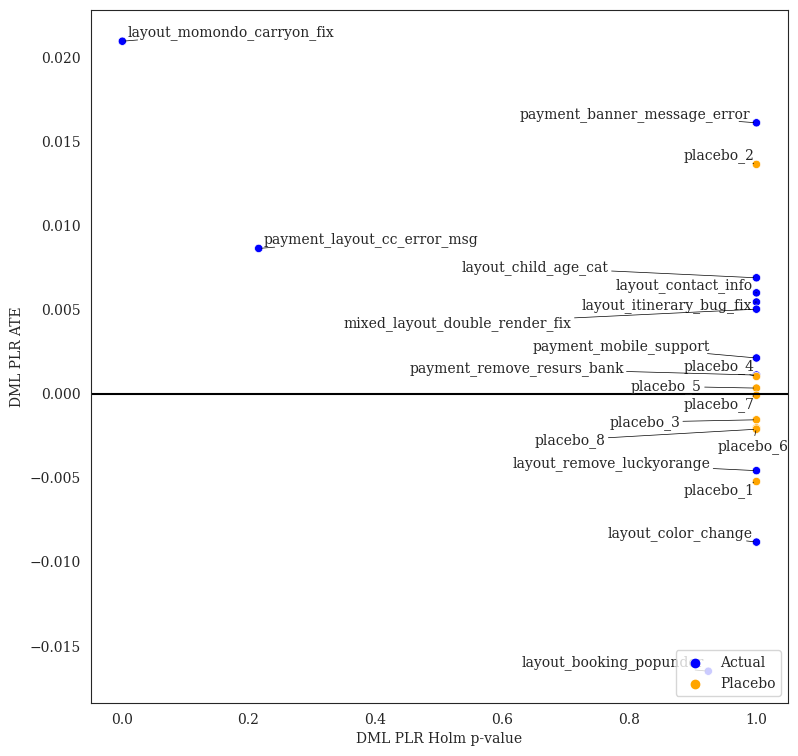 layout_momondo_carryon_fix
0.020
payment_banner_message_error
0.015
placebo_2
0.010
payment_layout_cc_error_msg
layout_child_age_cat
layout_contact_info
0.005
layout_itinerary_bug_fix
mixed_layout_double_render_fix
payment_mobile_support
placebo_4
payment_remove_resurs_bank
placebo_5
0.000
placebo_7
placebo_3
placebo_8
placebo_6
layout_remove_luckyorange
−0.005
placebo_1
layout_color_change
−0.010
−0.015
layout_booking_popunder
Actual
Placebo
0.0 0.2 0.4 0.6 0.8 1.0
DML PLR Holm p-value
DML PLR ATE